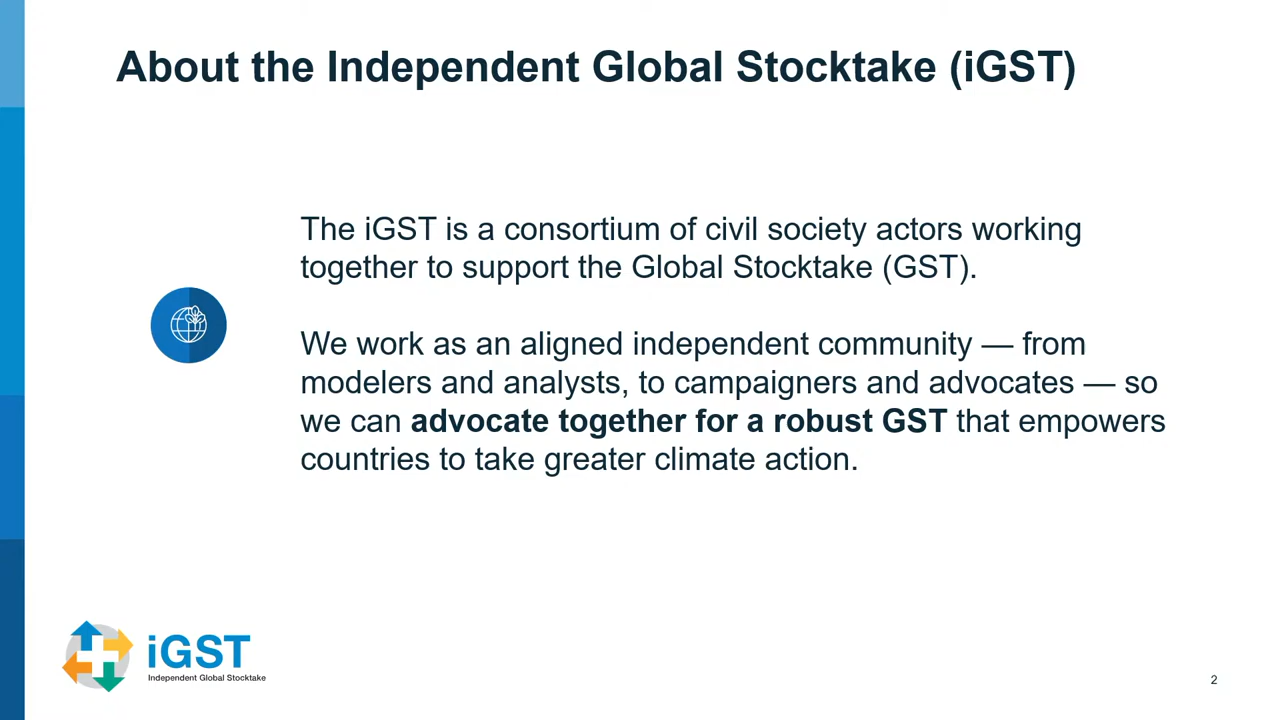 About the Independent Global Stocktake (iGST)
The iGST is a consortium of civil society actors working
together to support the Global Stocktake (GST).
We work as an aligned independent community — from
modelers and analysts, to campaigners and advocates — so
we can advocate together for a robust GST that empowers
countries to take greater climate action.
iGST
Independent Global Stocktake
2